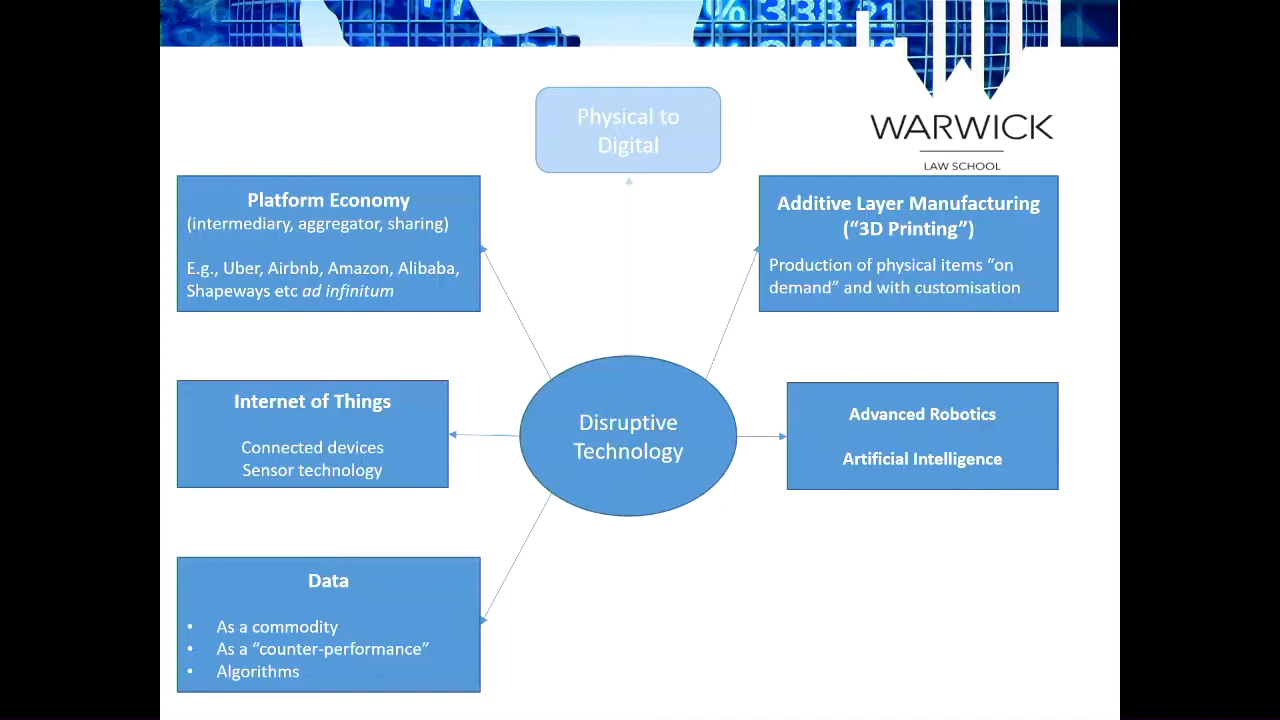 % 338.21
WARWICK
LAW SCHOOL
Physical to
Digital
Platform Economy
(intermediary, aggregator, sharing)
E.g., Uber, Airbnb, Amazon, Alibaba,
Shapeways etc ad infinitum
Additive Layer Manufacturing
(“3D Printing”)
Production of physical items “on
demand” and with customisation
Internet of Things
Connected devices
Sensor technology
Disruptive
Technology
Advanced Robotics
Artificial Intelligence
Data
• As a commodity
• As a “counter-performance”
• Algorithms